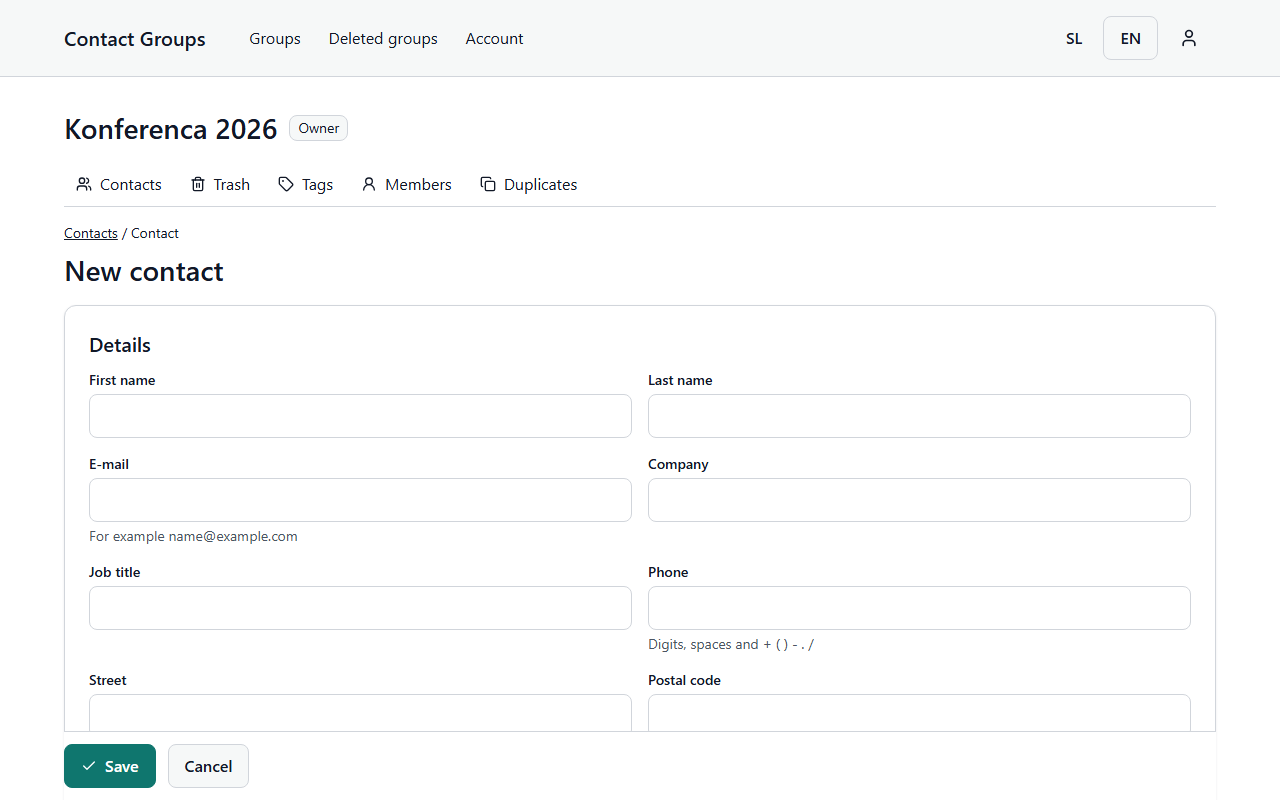 Contact Groups Groups Deleted groups Account SL EN
Konferenca 2026 Owner
Contacts Trash Tags Members Duplicates
Contacts / Contact
New contact
Details
First name Last name
E-mail Company
For example name@example.com
Job title Phone
Digits, spaces and + ( ) - . /
Street Postal code
Save Cancel